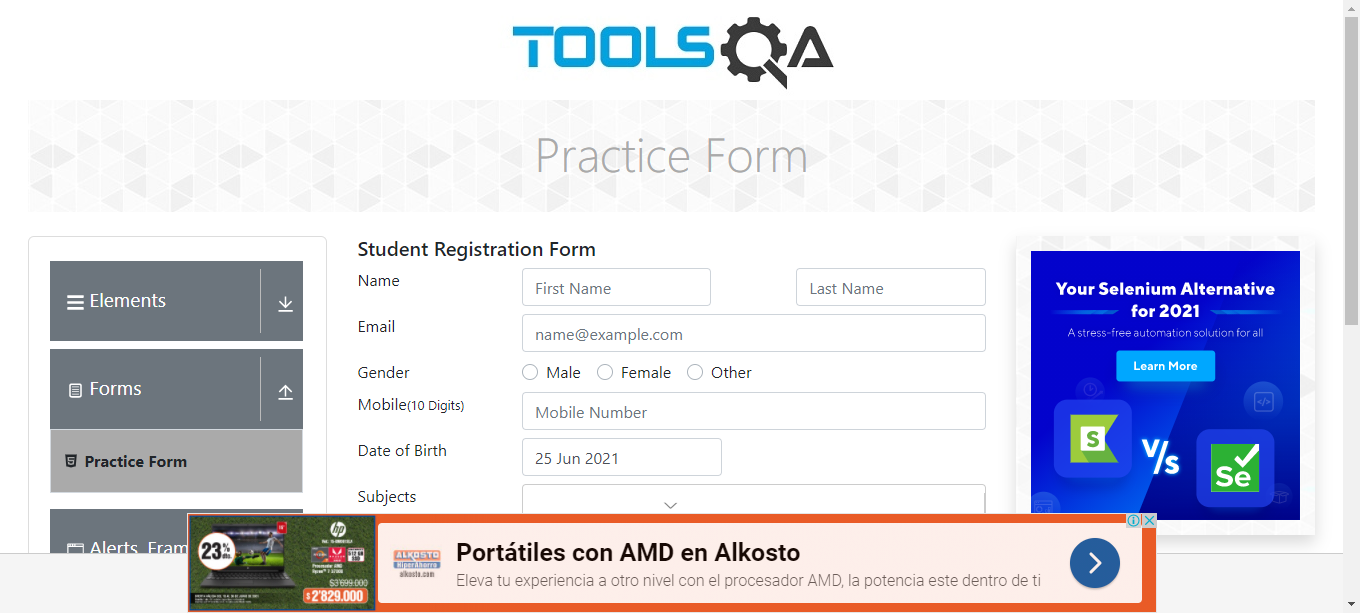 TOOLSQA
Practice Form
Elements
Forms
Practice Form
Alerts, Fram
Student Registration Form
Name
First Name
Last Name
Email
name@example.com
Gender
Male
Female
Other
Mobile(10 Digits)
Mobile Number
Date of Birth
25 Jun 2021
Subjects
Your Selenium Alternative
for 2021
A stress-free automation solution for all
Learn More
S
V/s
Se
23%
dto.
hp
$3'699.000
$2'829.000
ALKOSTO
HiperAhorro
alkosto.com
Portátiles con AMD en Alkosto
Eleva tu experiencia a otro nivel con el procesador AMD, la potencia este dentro de ti